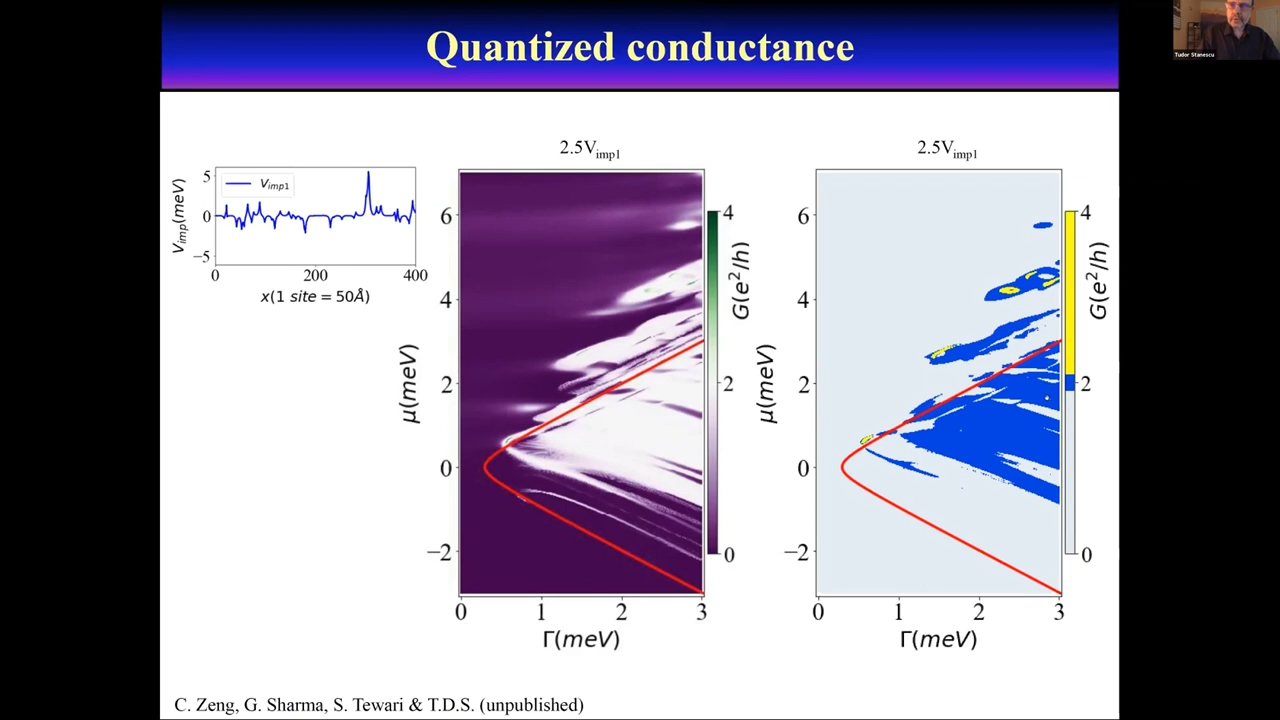 Quantized conductance
Tudor Stanescu
2.5V_imp1
2.5V_imp1
V_imp1
V_imp(meV)
5
0
−5
0
200
400
x(1 site = 50Å)
μ(meV)
6
4
2
0
−2
0
1
2
3
Γ(meV)
4
2
0
G(e²/h)
μ(meV)
6
4
2
0
−2
0
1
2
3
Γ(meV)
4
2
0
G(e²/h)
C. Zeng, G. Sharma, S. Tewari & T.D.S. (unpublished)